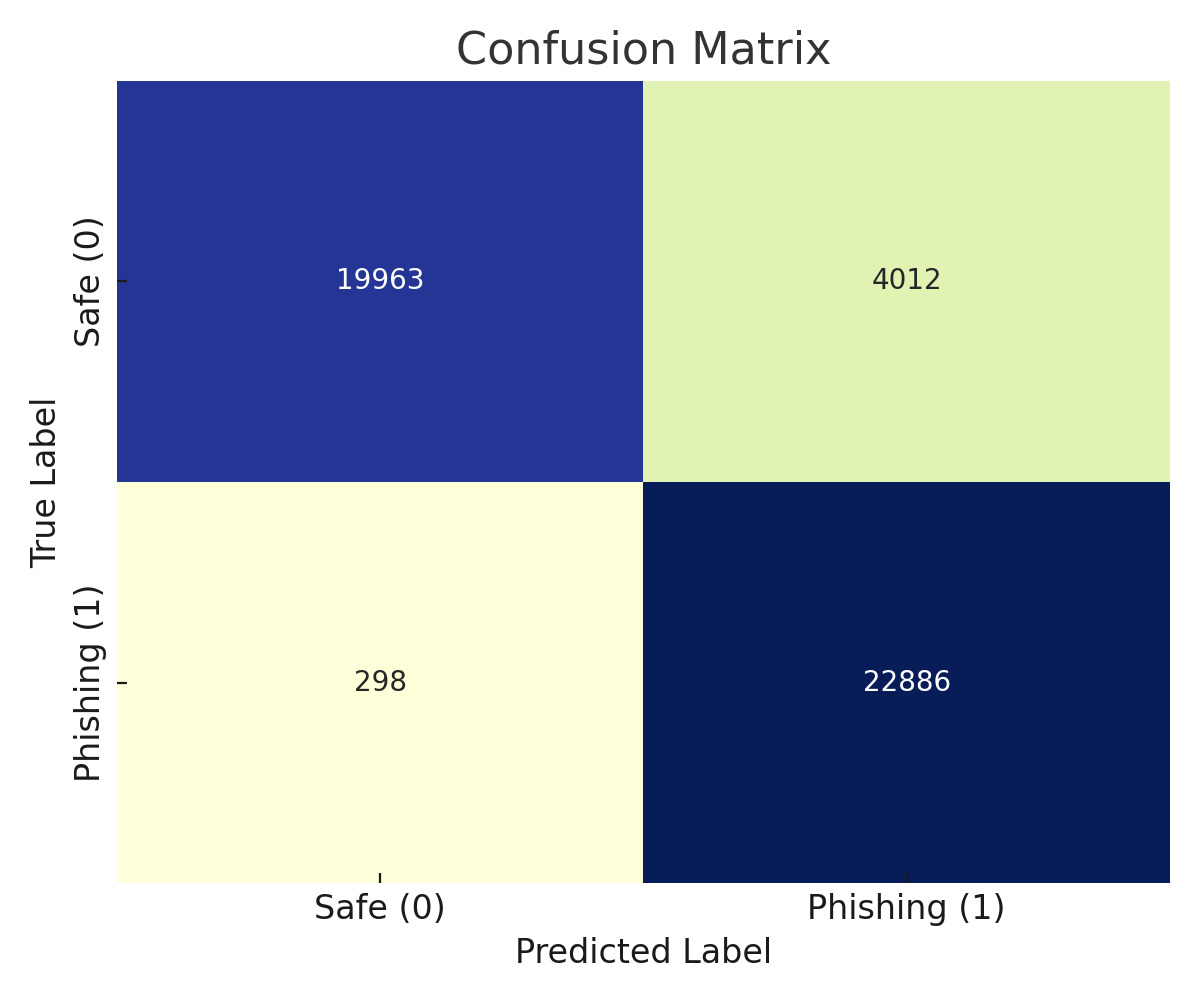 Confusion Matrix
True Label
Safe (0)
19963
4012
Phishing (1)
298
22886
Safe (0)
Phishing (1)
Predicted Label